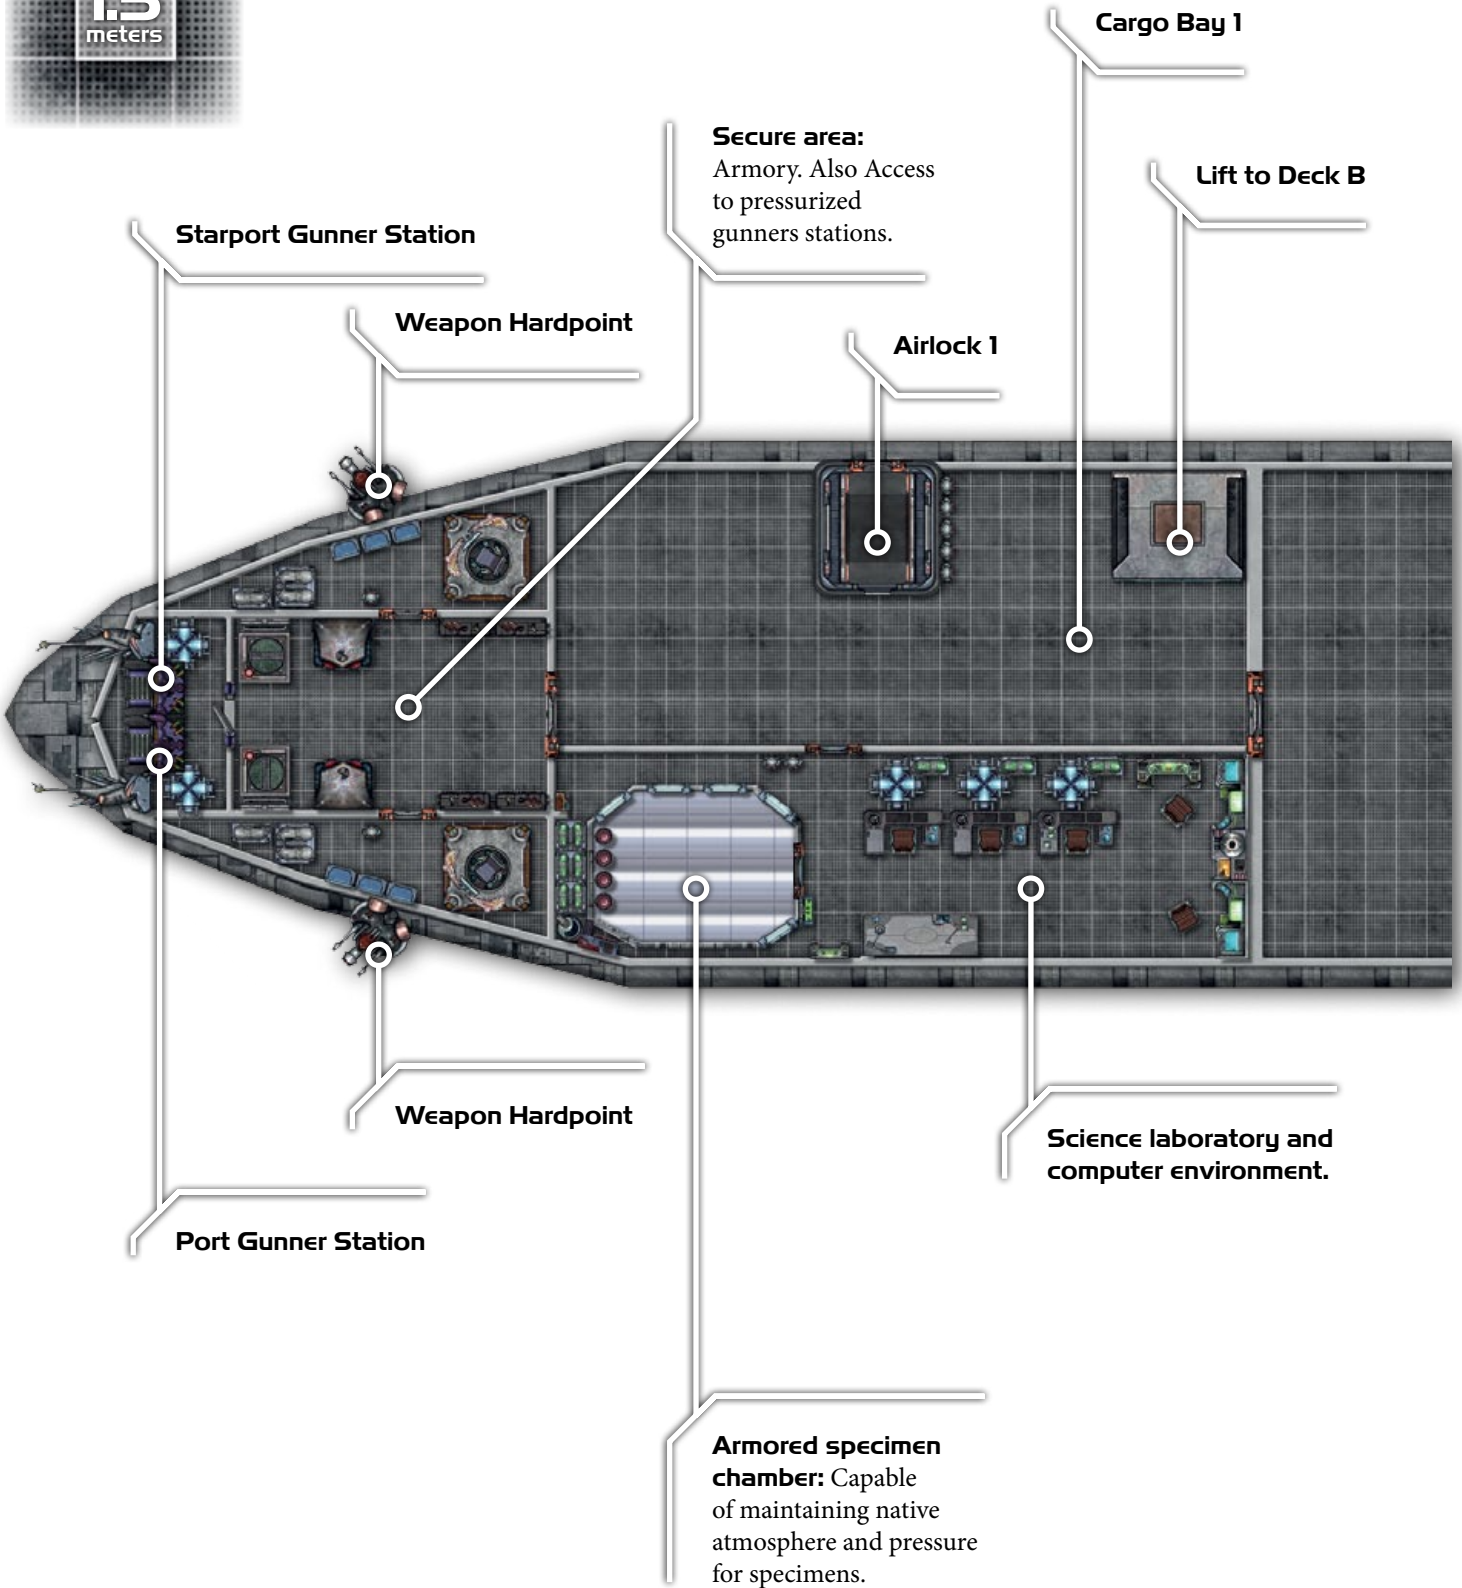 1.5
meters
Cargo Bay 1
Secure area:
Armory. Also Access
to pressurized
gunners stations.
Lift to Deck B
Starport Gunner Station
Weapon Hardpoint
Airlock 1
Weapon Hardpoint
Science laboratory and
computer environment.
Port Gunner Station
Armored specimen
chamber: Capable
of maintaining native
atmosphere and pressure
for specimens.